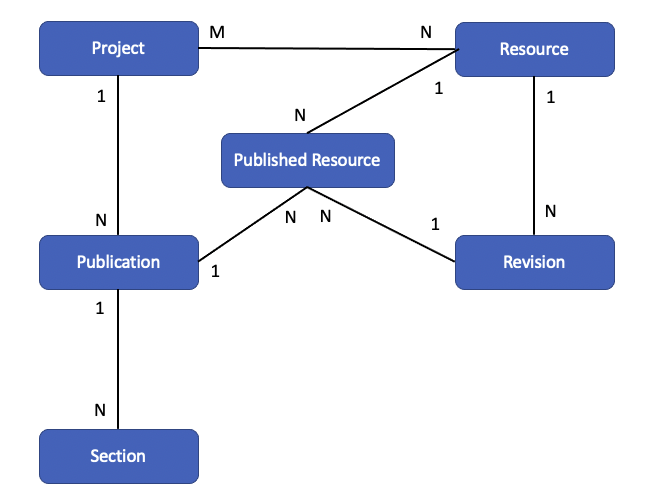 Project
M
N
Resource
1
1
1
N
Published Resource
N
N
N
1
N
Publication
1
Revision
1
N
Section